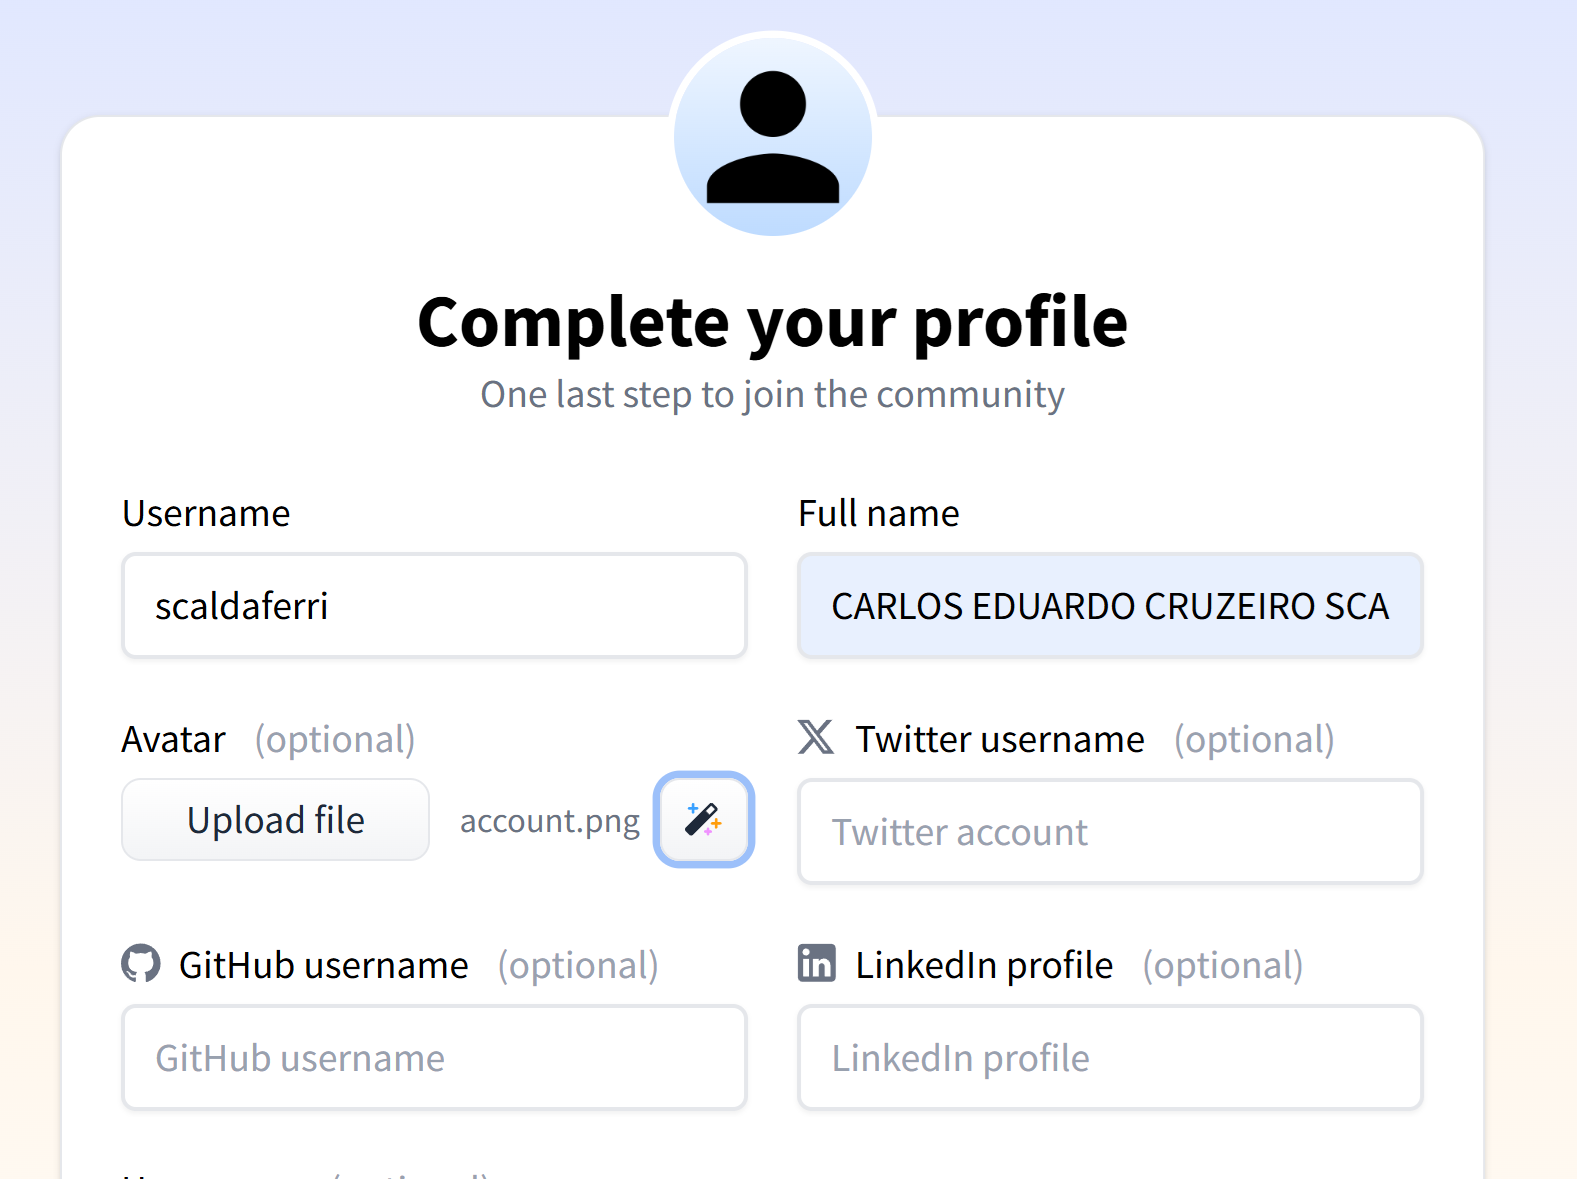 Complete your profile
One last step to join the community
Username
Full name
scaldaferri
CARLOS EDUARDO CRUZEIRO SCA
Avatar (optional)
Twitter username (optional)
Upload file
account.png
Twitter account
GitHub username (optional)
LinkedIn profile (optional)
GitHub username
LinkedIn profile
(optional)